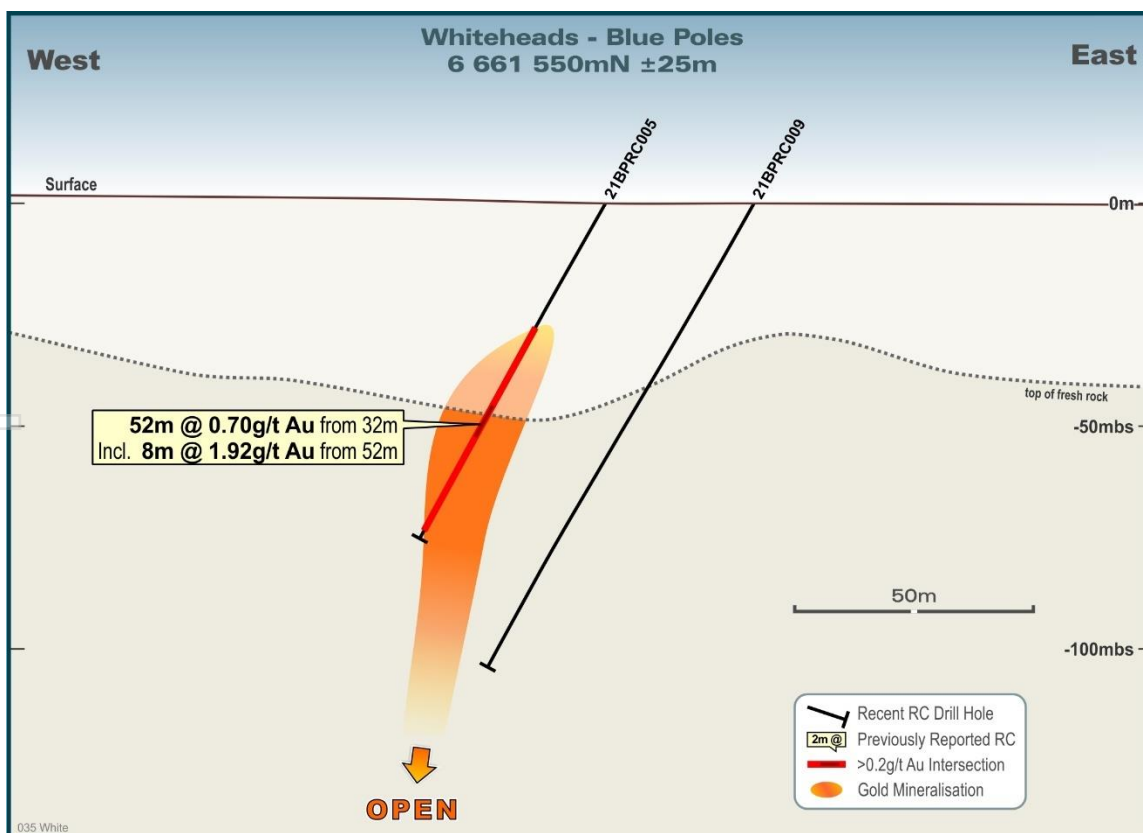 Whiteheads - Blue Poles
6 661 550mN ±25m
West
East
21BPRC005
21BPRC009
Surface
0m
top of fresh rock
52m @ 0.70g/t Au from 32m
Incl. 8m @ 1.92g/t Au from 52m
-50mbs
50m
-100mbs
Recent RC Drill Hole
2m @
Previously Reported RC
>0.2g/t Au Intersection
Gold Mineralisation
OPEN
035 White